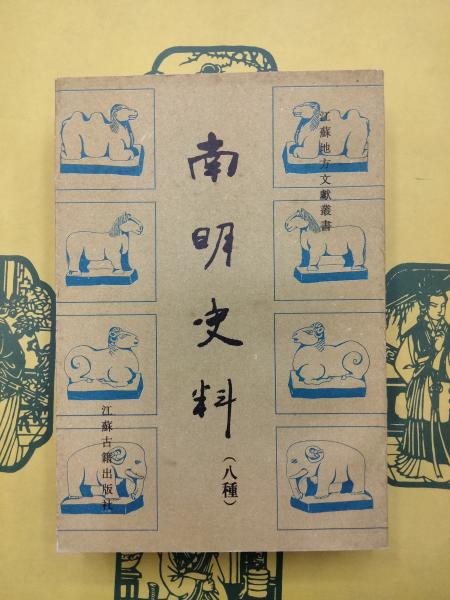 江蘇地方文獻叢書
南明史料
（八種）
江蘇古籍出版社